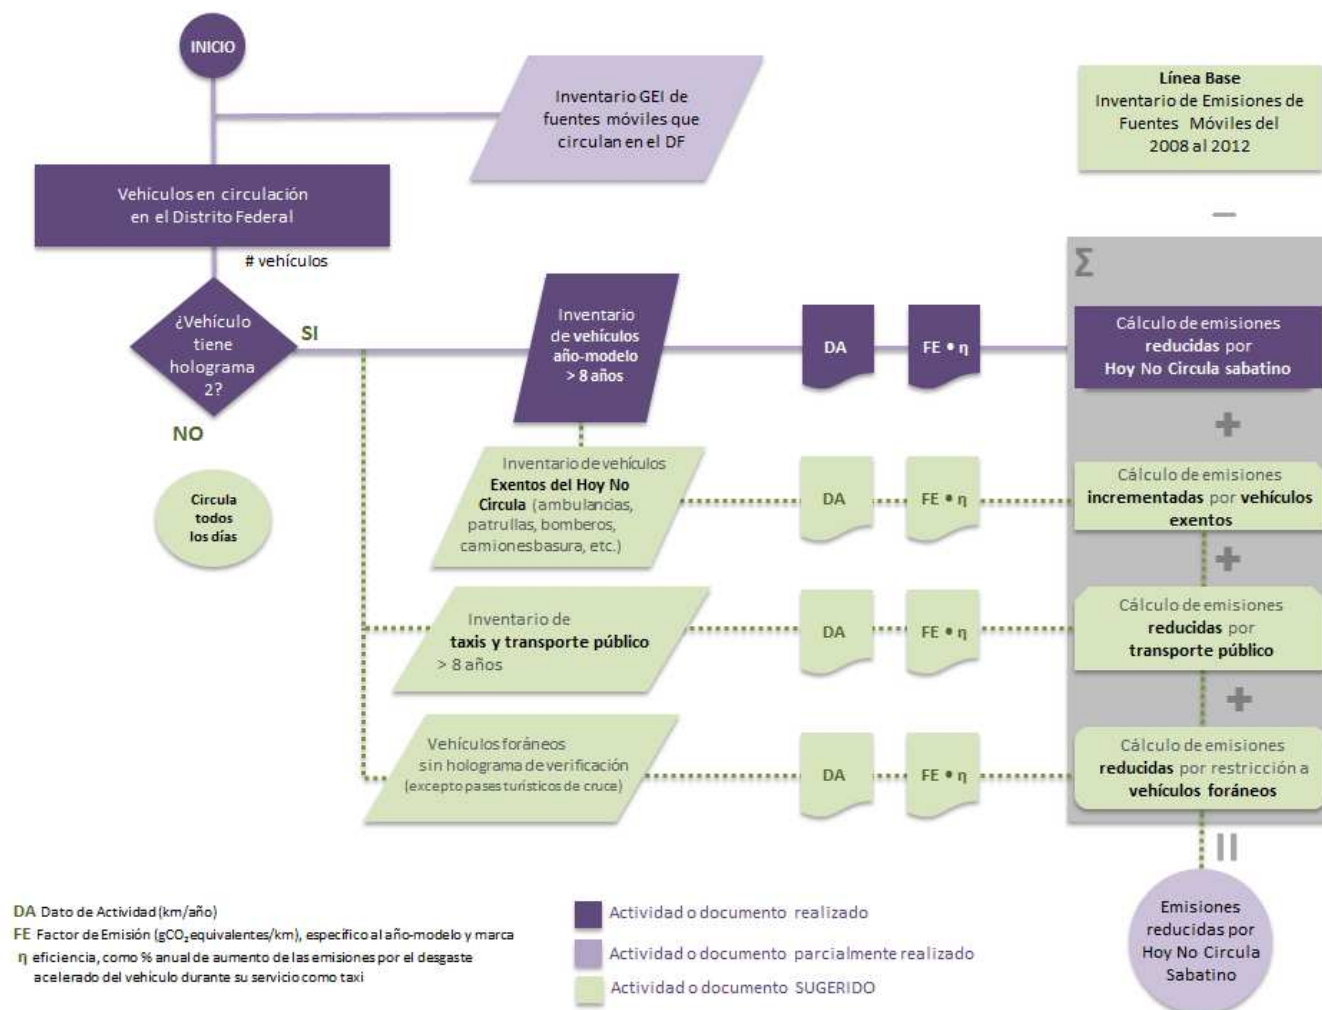 INICIO
Inventario GEI de
fuentes móviles que
circulan en el DF
Línea Base
Inventario de Emisiones de
Fuentes Móviles del
2008 al 2012
Vehículos en circulación
en el Distrito Federal
# vehículos
−
Σ
¿Vehículo
tiene
holograma
2?
SI
NO
Circula
todos
los días
Inventario
de vehículos
año-modelo
> 8 años
DA
FE • η
Cálculo de emisiones
reducidas por
Hoy No Circula sabatino
+
Inventario de vehículos
Exentos del Hoy No
Circula (ambulancias,
patrullas, bomberos,
camionesbasura, etc.)
DA
FE • η
Cálculo de emisiones
incrementadas por vehículos
exentos
+
Inventario de
taxis y transporte público
> 8 años
DA
FE • η
Cálculo de emisiones
reducidas por
transporte público
+
Vehículos foráneos
sin holograma de verificación
(excepto pases turísticos de cruce)
DA
FE • η
Cálculo de emisiones
reducidas por restricción a
vehículos foráneos
=
Emisiones
reducidas por
Hoy No Circula
Sabatino
DA Dato de Actividad (km/año)
FE Factor de Emisión (gCO₂ equivalentes/km), específico al año-modelo y marca
η eficiencia, como % anual de aumento de las emisiones por el desgaste
acelerado del vehículo durante su servicio como taxi
Actividad o documento realizado
Actividad o documento parcialmente realizado
Actividad o documento SUGERIDO